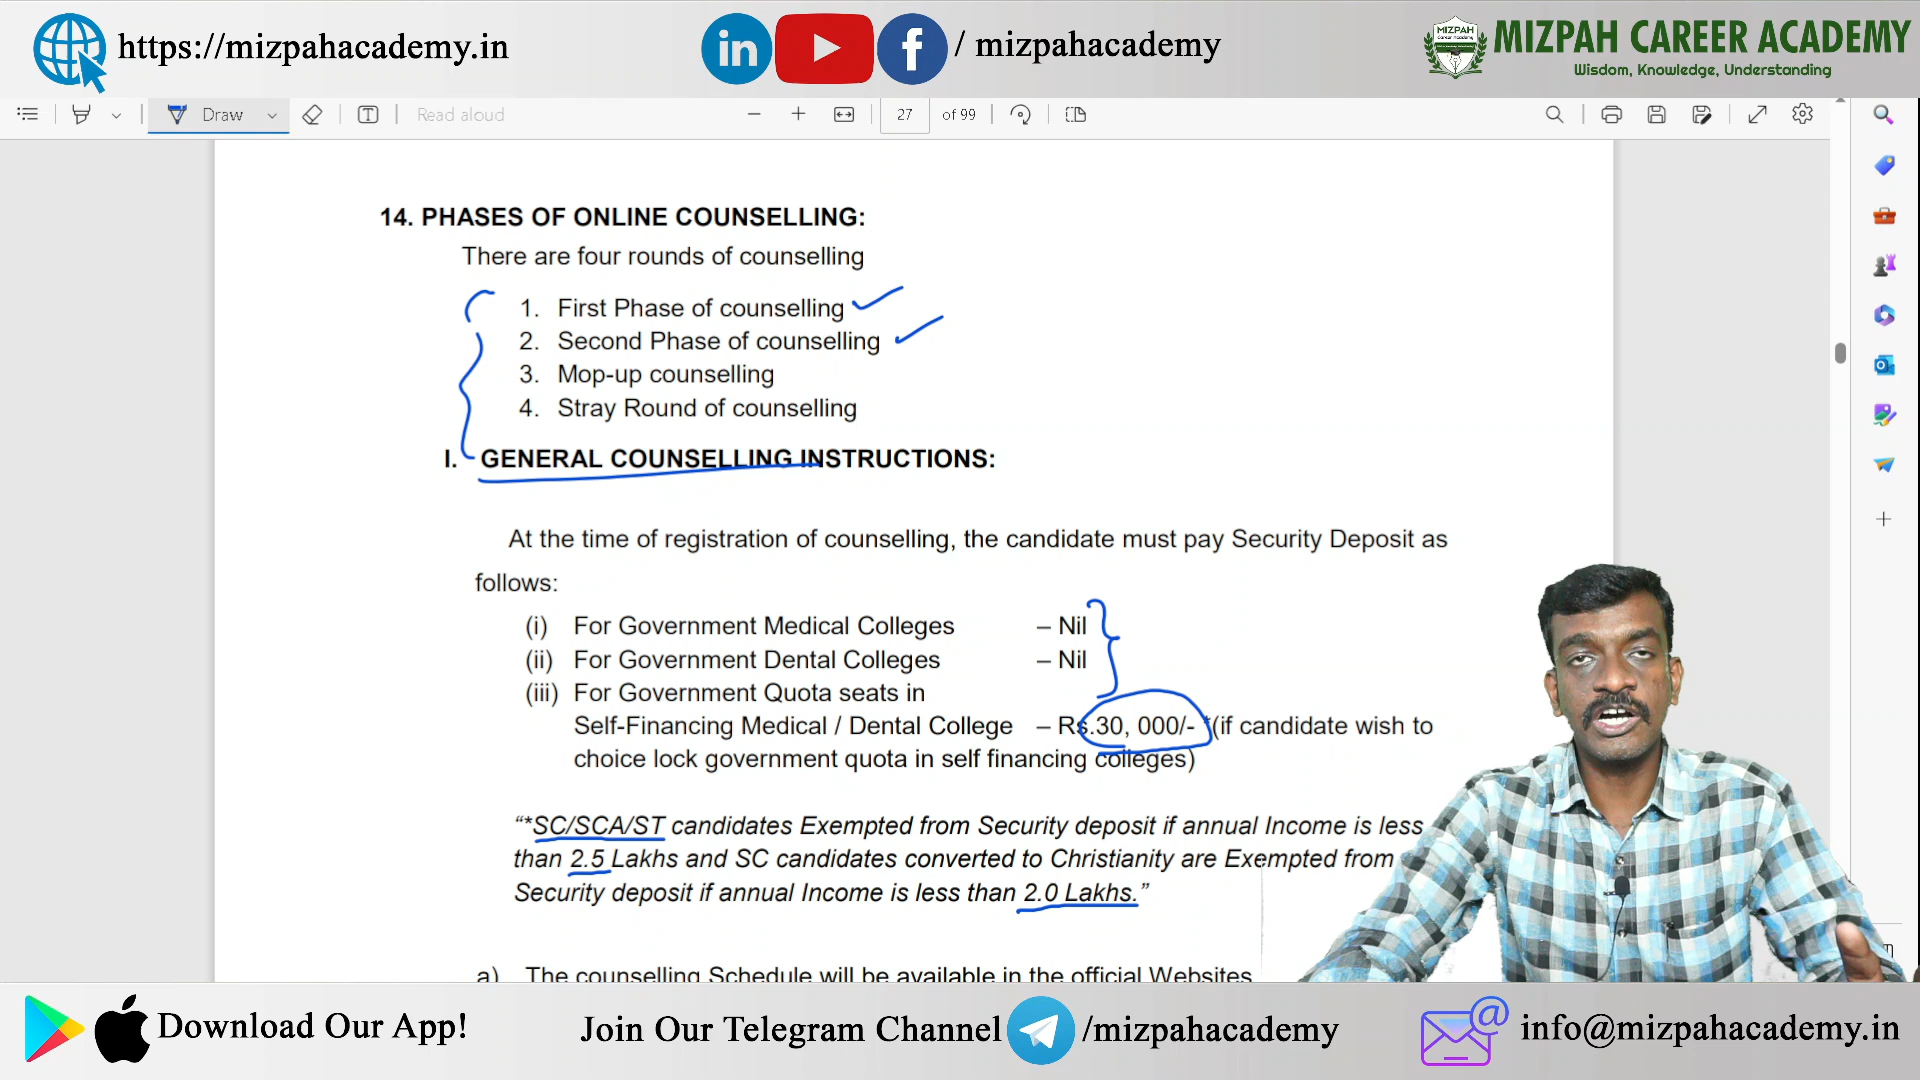 https://mizpahacademy.in
/ mizpahacademy
MIZPAH CAREER ACADEMY
Wisdom, Knowledge, Understanding
MIZPAH
Draw
Read aloud
27 of 99
14. PHASES OF ONLINE COUNSELLING:
There are four rounds of counselling
1. First Phase of counselling
2. Second Phase of counselling
3. Mop-up counselling
4. Stray Round of counselling
I. GENERAL COUNSELLING INSTRUCTIONS:
At the time of registration of counselling, the candidate must pay Security Deposit as
follows:
(i) For Government Medical Colleges – Nil
(ii) For Government Dental Colleges – Nil
(iii) For Government Quota seats in
Self-Financing Medical / Dental College – Rs.30, 000/- *(if candidate wish to
choice lock government quota in self financing colleges)
“*SC/SCA/ST candidates Exempted from Security deposit if annual Income is less
than 2.5 Lakhs and SC candidates converted to Christianity are Exempted from
Security deposit if annual Income is less than 2.0 Lakhs.”
a) The counselling Schedule will be available in the official Websites
Download Our App!
Join Our Telegram Channel /mizpahacademy
info@mizpahacademy.in